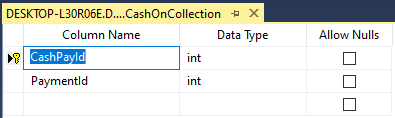 DESKTOP-L30R06E.D....CashOnCollection
Column Name Data Type Allow Nulls
CashPayId int
PaymentId int